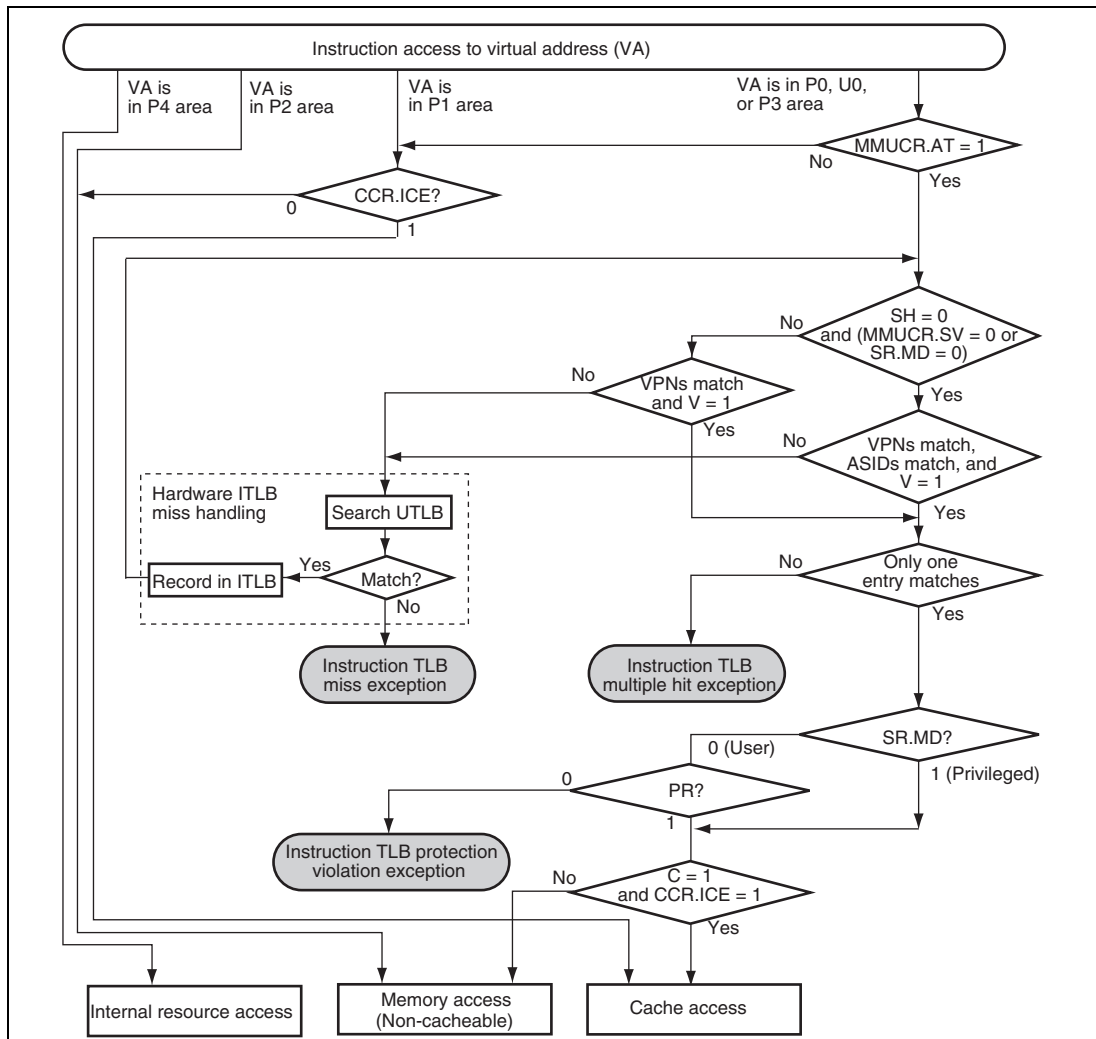 Instruction access to virtual address (VA)
VA is
in P4 area
VA is
in P2 area
VA is
in P1 area
VA is in P0, U0,
or P3 area
MMUCR.AT = 1
No
Yes
CCR.ICE?
0
1
SH = 0
and (MMUCR.SV = 0 or
SR.MD = 0)
No
Yes
VPNs match
and V = 1
No
Yes
VPNs match,
ASIDs match, and
V = 1
No
Yes
Hardware ITLB
miss handling
Search UTLB
Match?
Yes
No
Record in ITLB
Only one
entry matches
No
Yes
Instruction TLB
miss exception
Instruction TLB
multiple hit exception
SR.MD?
0 (User)
1 (Privileged)
PR?
0
1
Instruction TLB protection
violation exception
C = 1
and CCR.ICE = 1
No
Yes
Internal resource access
Memory access
(Non-cacheable)
Cache access